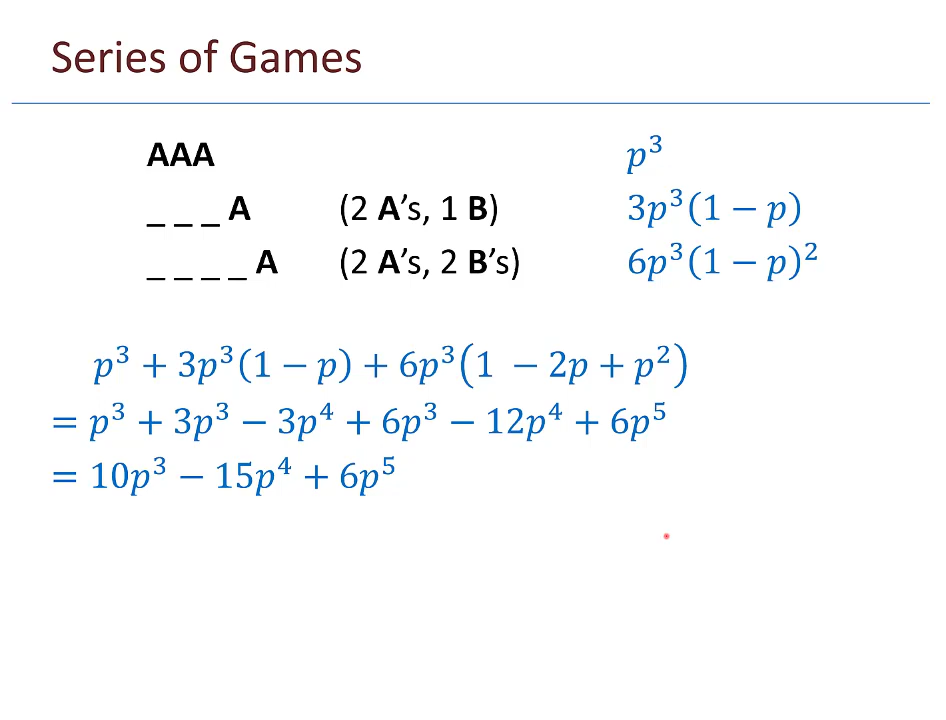 Series of Games
AAA p³
_ _ _ A (2 A's, 1 B) 3p³(1 − p)
_ _ _ _ A (2 A's, 2 B's) 6p³(1 − p)²
p³ + 3p³(1 − p) + 6p³(1 − 2p + p²)
= p³ + 3p³ − 3p⁴ + 6p³ − 12p⁴ + 6p⁵
= 10p³ − 15p⁴ + 6p⁵